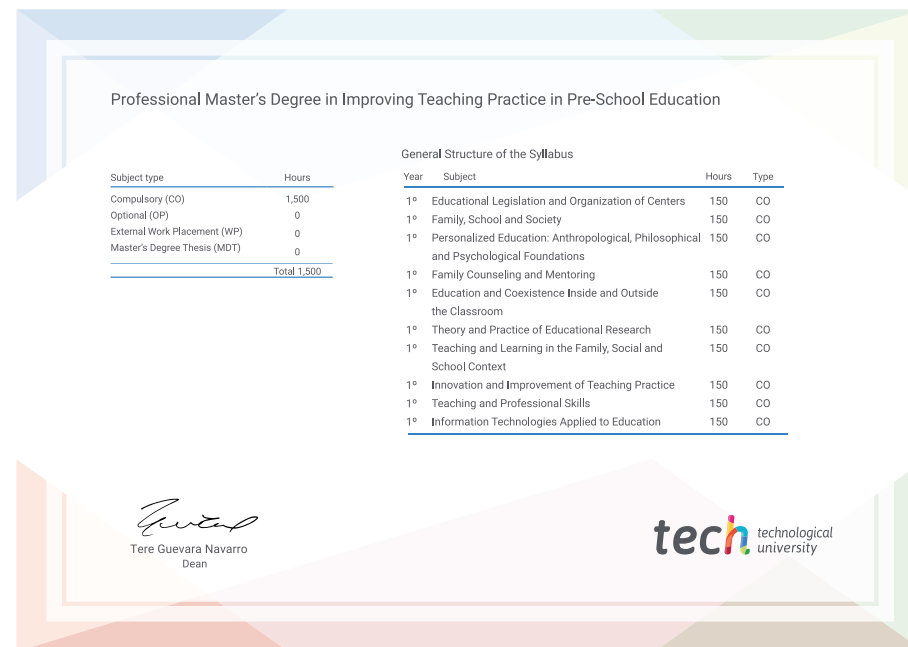 Professional Master's Degree in Improving Teaching Practice in Pre-School Education
Subject type Hours
Compulsory (CO) 1,500
Optional (OP) 0
External Work Placement (WP) 0
Master's Degree Thesis (MDT) 0
Total 1,500
General Structure of the Syllabus
Year Subject Hours Type
1º Educational Legislation and Organization of Centers 150 CO
1º Family, School and Society 150 CO
1º Personalized Education: Anthropological, Philosophical 150 CO
and Psychological Foundations
1º Family Counseling and Mentoring 150 CO
1º Education and Coexistence Inside and Outside 150 CO
the Classroom
1º Theory and Practice of Educational Research 150 CO
1º Teaching and Learning in the Family, Social and 150 CO
School Context
1º Innovation and Improvement of Teaching Practice 150 CO
1º Teaching and Professional Skills 150 CO
1º Information Technologies Applied to Education 150 CO
Tere Guevara Navarro
Dean
tech technological
university